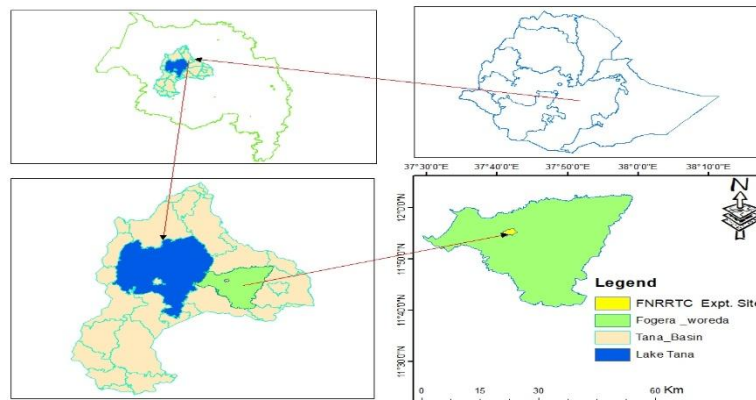 37°30'0"E 37°40'0"E 37°50'0"E 38°0'0"E 38°10'0"E
N
12°0'0"N
11°50'0"N
11°40'0"N
11°30'0"N
Legend
FNRRTC Expt. Site
Fogera _woreda
Tana_Basin
Lake Tana
0 30 60 Km